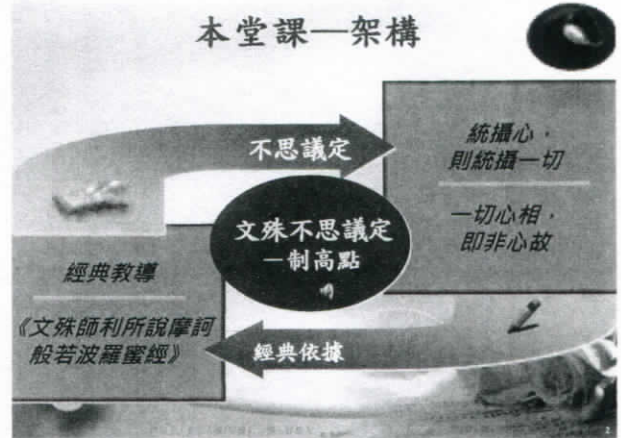 本堂課—架構
不思議定
統攝心，
則統攝一切
一切心相，
即非心故
文殊不思議定
—制高點
經典教導
《文殊師利所說摩訶
般若波羅蜜經》
經典依據
2